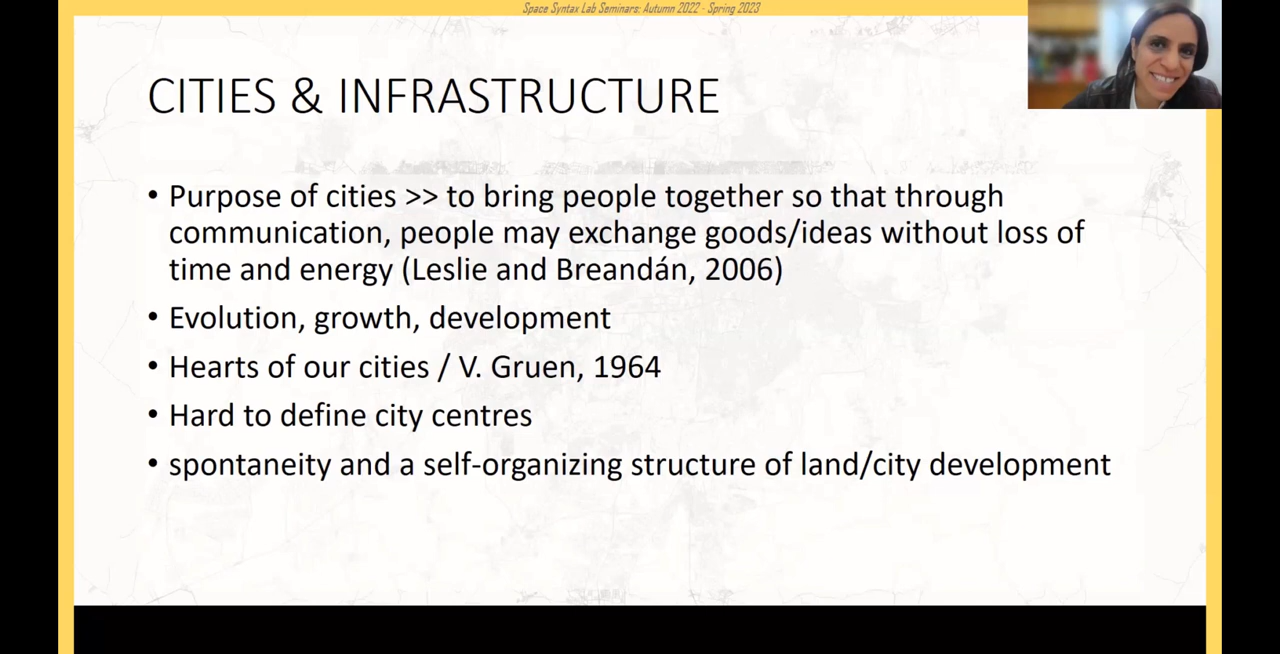 Space Syntax Lab Seminars: Autumn 2022 - Spring 2023
CITIES & INFRASTRUCTURE
• Purpose of cities >> to bring people together so that through
communication, people may exchange goods/ideas without loss of
time and energy (Leslie and Breandán, 2006)
• Evolution, growth, development
• Hearts of our cities / V. Gruen, 1964
• Hard to define city centres
• spontaneity and a self-organizing structure of land/city development